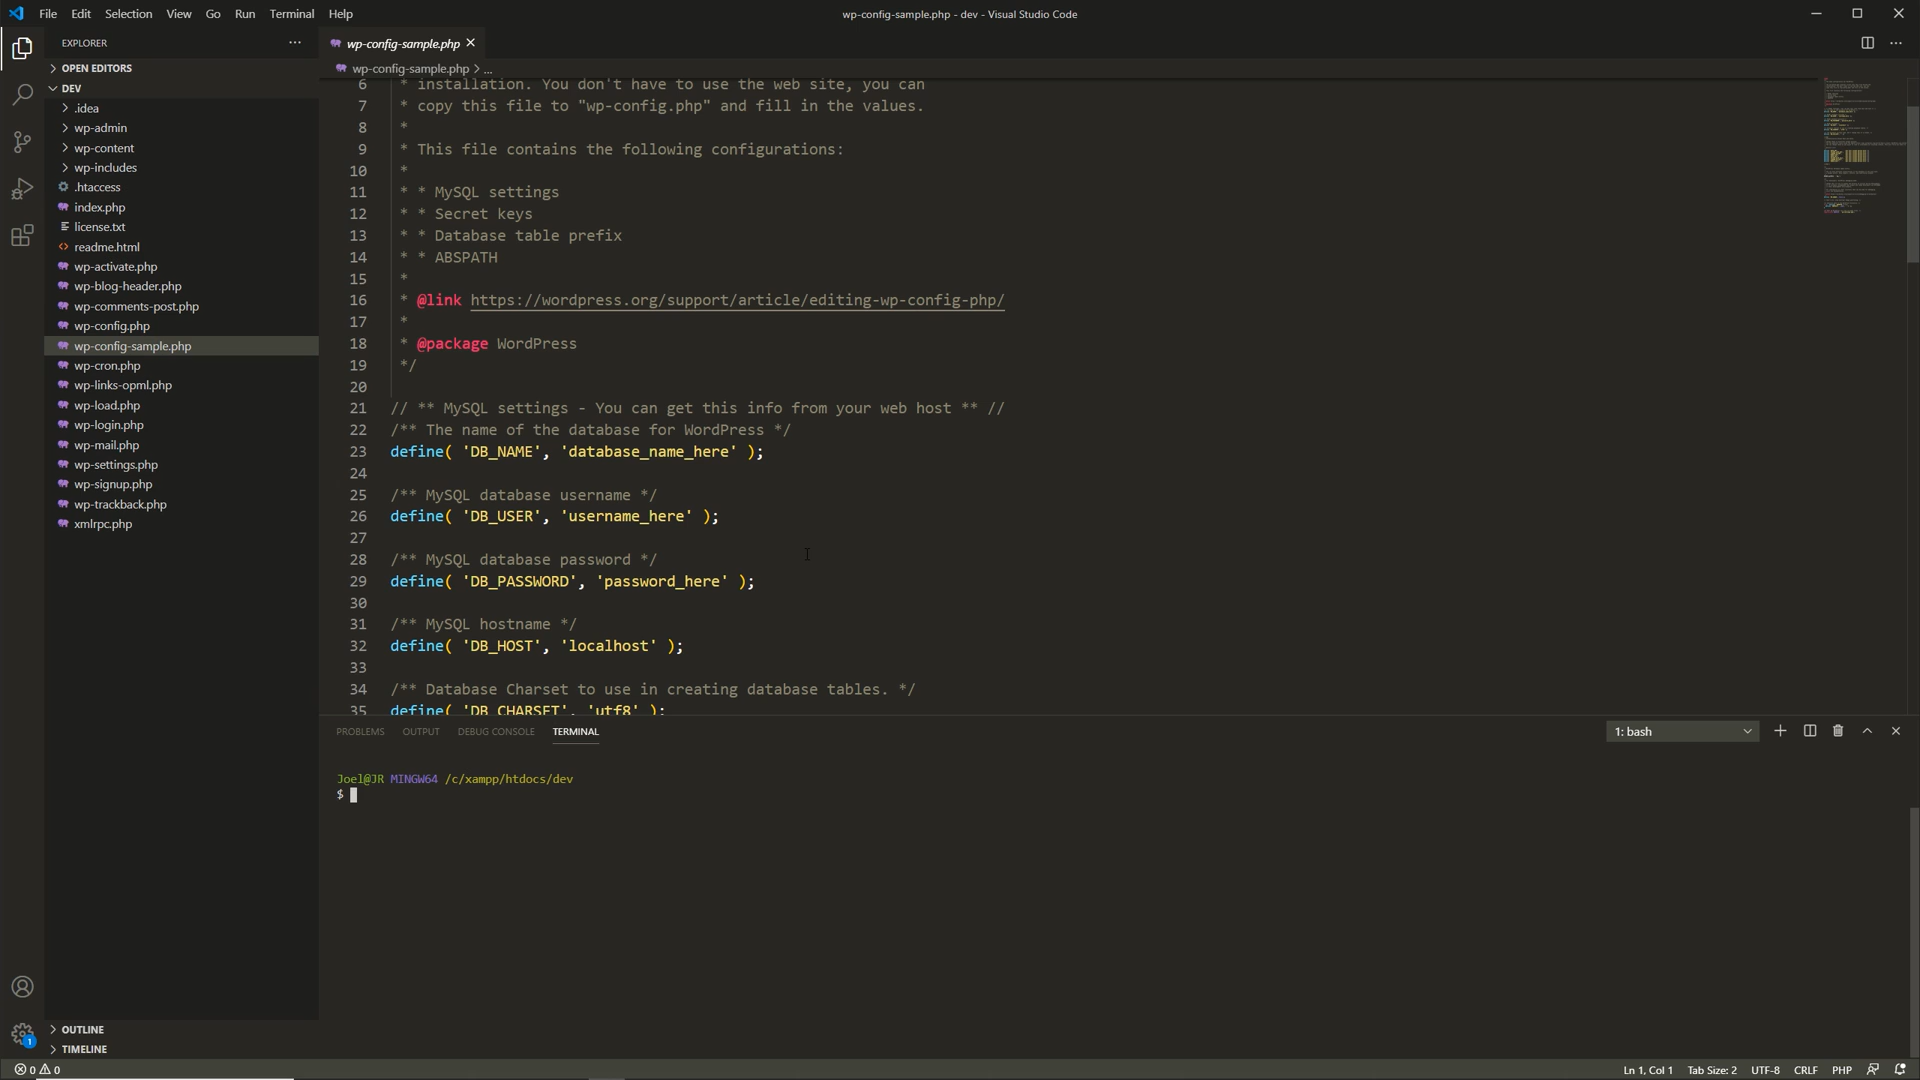 File Edit Selection View Go Run Terminal Help
wp-config-sample.php - dev - Visual Studio Code
EXPLORER
OPEN EDITORS
DEV
.idea
wp-admin
wp-content
wp-includes
.htaccess
index.php
license.txt
readme.html
wp-activate.php
wp-blog-header.php
wp-comments-post.php
wp-config.php
wp-config-sample.php
wp-cron.php
wp-links-opml.php
wp-load.php
wp-login.php
wp-mail.php
wp-settings.php
wp-signup.php
wp-trackback.php
xmlrpc.php
OUTLINE
TIMELINE
wp-config-sample.php
wp-config-sample.php > ...
6 * installation. You don't have to use the web site, you can
7 * copy this file to "wp-config.php" and fill in the values.
8 *
9 * This file contains the following configurations:
10 *
11 * * MySQL settings
12 * * Secret keys
13 * * Database table prefix
14 * * ABSPATH
15 *
16 * @link https://wordpress.org/support/article/editing-wp-config-php/
17 *
18 * @package WordPress
19 */
20
21 // ** MySQL settings - You can get this info from your web host ** //
22 /** The name of the database for WordPress */
23 define( 'DB_NAME', 'database_name_here' );
24
25 /** MySQL database username */
26 define( 'DB_USER', 'username_here' );
27
28 /** MySQL database password */
29 define( 'DB_PASSWORD', 'password_here' );
30
31 /** MySQL hostname */
32 define( 'DB_HOST', 'localhost' );
33
34 /** Database Charset to use in creating database tables. */
35 define( 'DB_CHARSET', 'utf8' );
PROBLEMS OUTPUT DEBUG CONSOLE TERMINAL
1: bash
Joel@JR MINGW64 /c/xampp/htdocs/dev
$
1
0 0
Ln 1, Col 1 Tab Size: 2 UTF-8 CRLF PHP